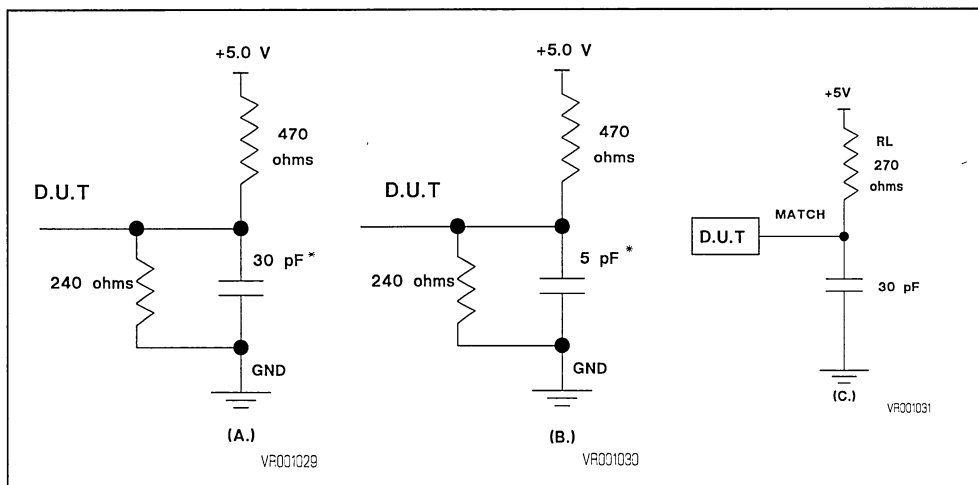 +5.0 V
470
ohms
D.U.T
30 pF*
240 ohms
GND
(A.)
VR001029
+5.0 V
470
ohms
D.U.T
5 pF*
240 ohms
GND
(B.)
VR001030
+5V
RL
270
ohms
MATCH
D.U.T
30 pF
(C.)
VR001031